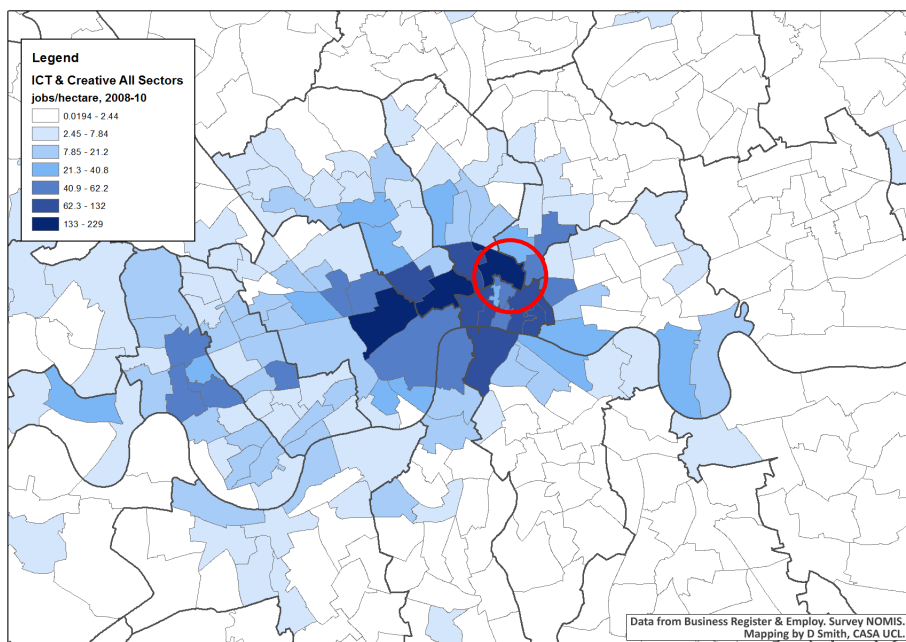 Legend
ICT & Creative All Sectors
jobs/hectare, 2008-10
0.0194 - 2.44
2.45 - 7.84
7.85 - 21.2
21.3 - 40.8
40.9 - 62.2
62.3 - 132
133 - 229
Data from Business Register & Employ. Survey NOMIS.
Mapping by D Smith, CASA UCL.